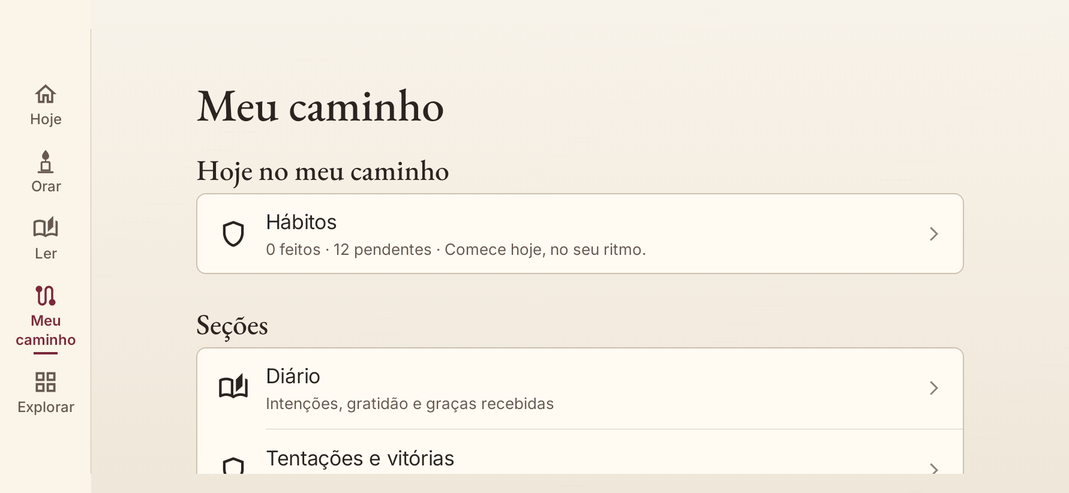 Hoje
Orar
Ler
Meu
caminho
Explorar
Meu caminho
Hoje no meu caminho
Hábitos
0 feitos · 12 pendentes · Comece hoje, no seu ritmo.
Seções
Diário
Intenções, gratidão e graças recebidas
Tentações e vitórias